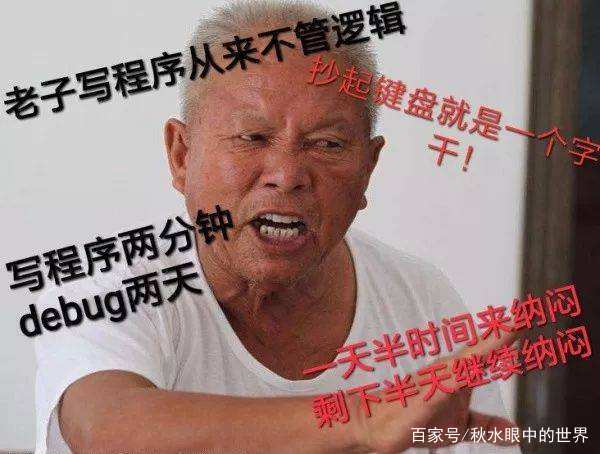 老子写程序从来不管逻辑
抄起键盘就是一个字
干！
写程序两分钟
debug两天
一天半时间来纳闷
剩下半天继续纳闷
百家号/秋水眼中的世界